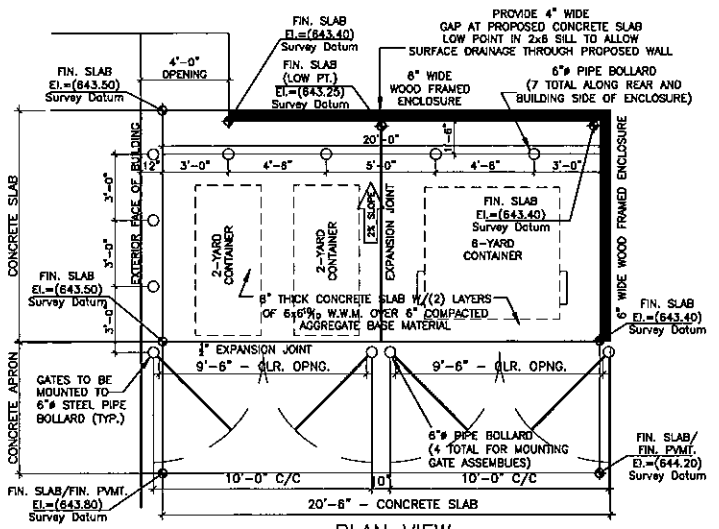 FIN. SLAB
El.=(643.40)
Survey Datum
PROVIDE 4" WIDE
GAP AT PROPOSED CONCRETE SLAB
LOW POINT IN 2x6 SILL TO ALLOW
SURFACE DRAINAGE THROUGH PROPOSED WALL
4'-0"
OPENING
FIN. SLAB
El.=(643.50)
Survey Datum
FIN. SLAB
(LOW PT.)
El.=(643.25)
Survey Datum
6" WIDE
WOOD FRAMED
ENCLOSURE
6"ø PIPE BOLLARD
(7 TOTAL ALONG REAR AND
BUILDING SIDE OF ENCLOSURE)
20'-0"
1'-6"
12"
3'-0"
4'-6"
5'-0"
4'-6"
3'-0"
CONCRETE SLAB
EXTERIOR FACE OF BUILDING
3'-0"
3'-0"
3'-0"
2-YARD
CONTAINER
2-YARD
CONTAINER
2% SLOPE
EXPANSION JOINT
6-YARD
CONTAINER
FIN. SLAB
El.=(643.40)
Survey Datum
6" WIDE WOOD FRAMED ENCLOSURE
FIN. SLAB
El.=(643.50)
Survey Datum
THICK CONCRETE SLAB W/(2) LAYERS
W.W.M. OVER 6" COMPACTED
AGGREGATE BASE MATERIAL
FIN. SLAB
El.=(643.40)
Survey Datum
EXPANSION JOINT
9'-6" - CLR. OPNG.
9'-6" - CLR. OPNG.
CONCRETE APRON
GATES TO BE
MOUNTED TO
6"ø STEEL PIPE
BOLLARD (TYP.)
6"ø PIPE BOLLARD
(4 TOTAL FOR MOUNTING
GATE ASSEMBLIES)
FIN. SLAB/
FIN. PVMT.
El.=(644.20)
Survey Datum
10'-0" C/C
10"
10'-0" C/C
FIN. SLAB/FIN. PVMT.
El.=(643.80)
Survey Datum
20'-6" - CONCRETE SLAB
PLAN VIEW